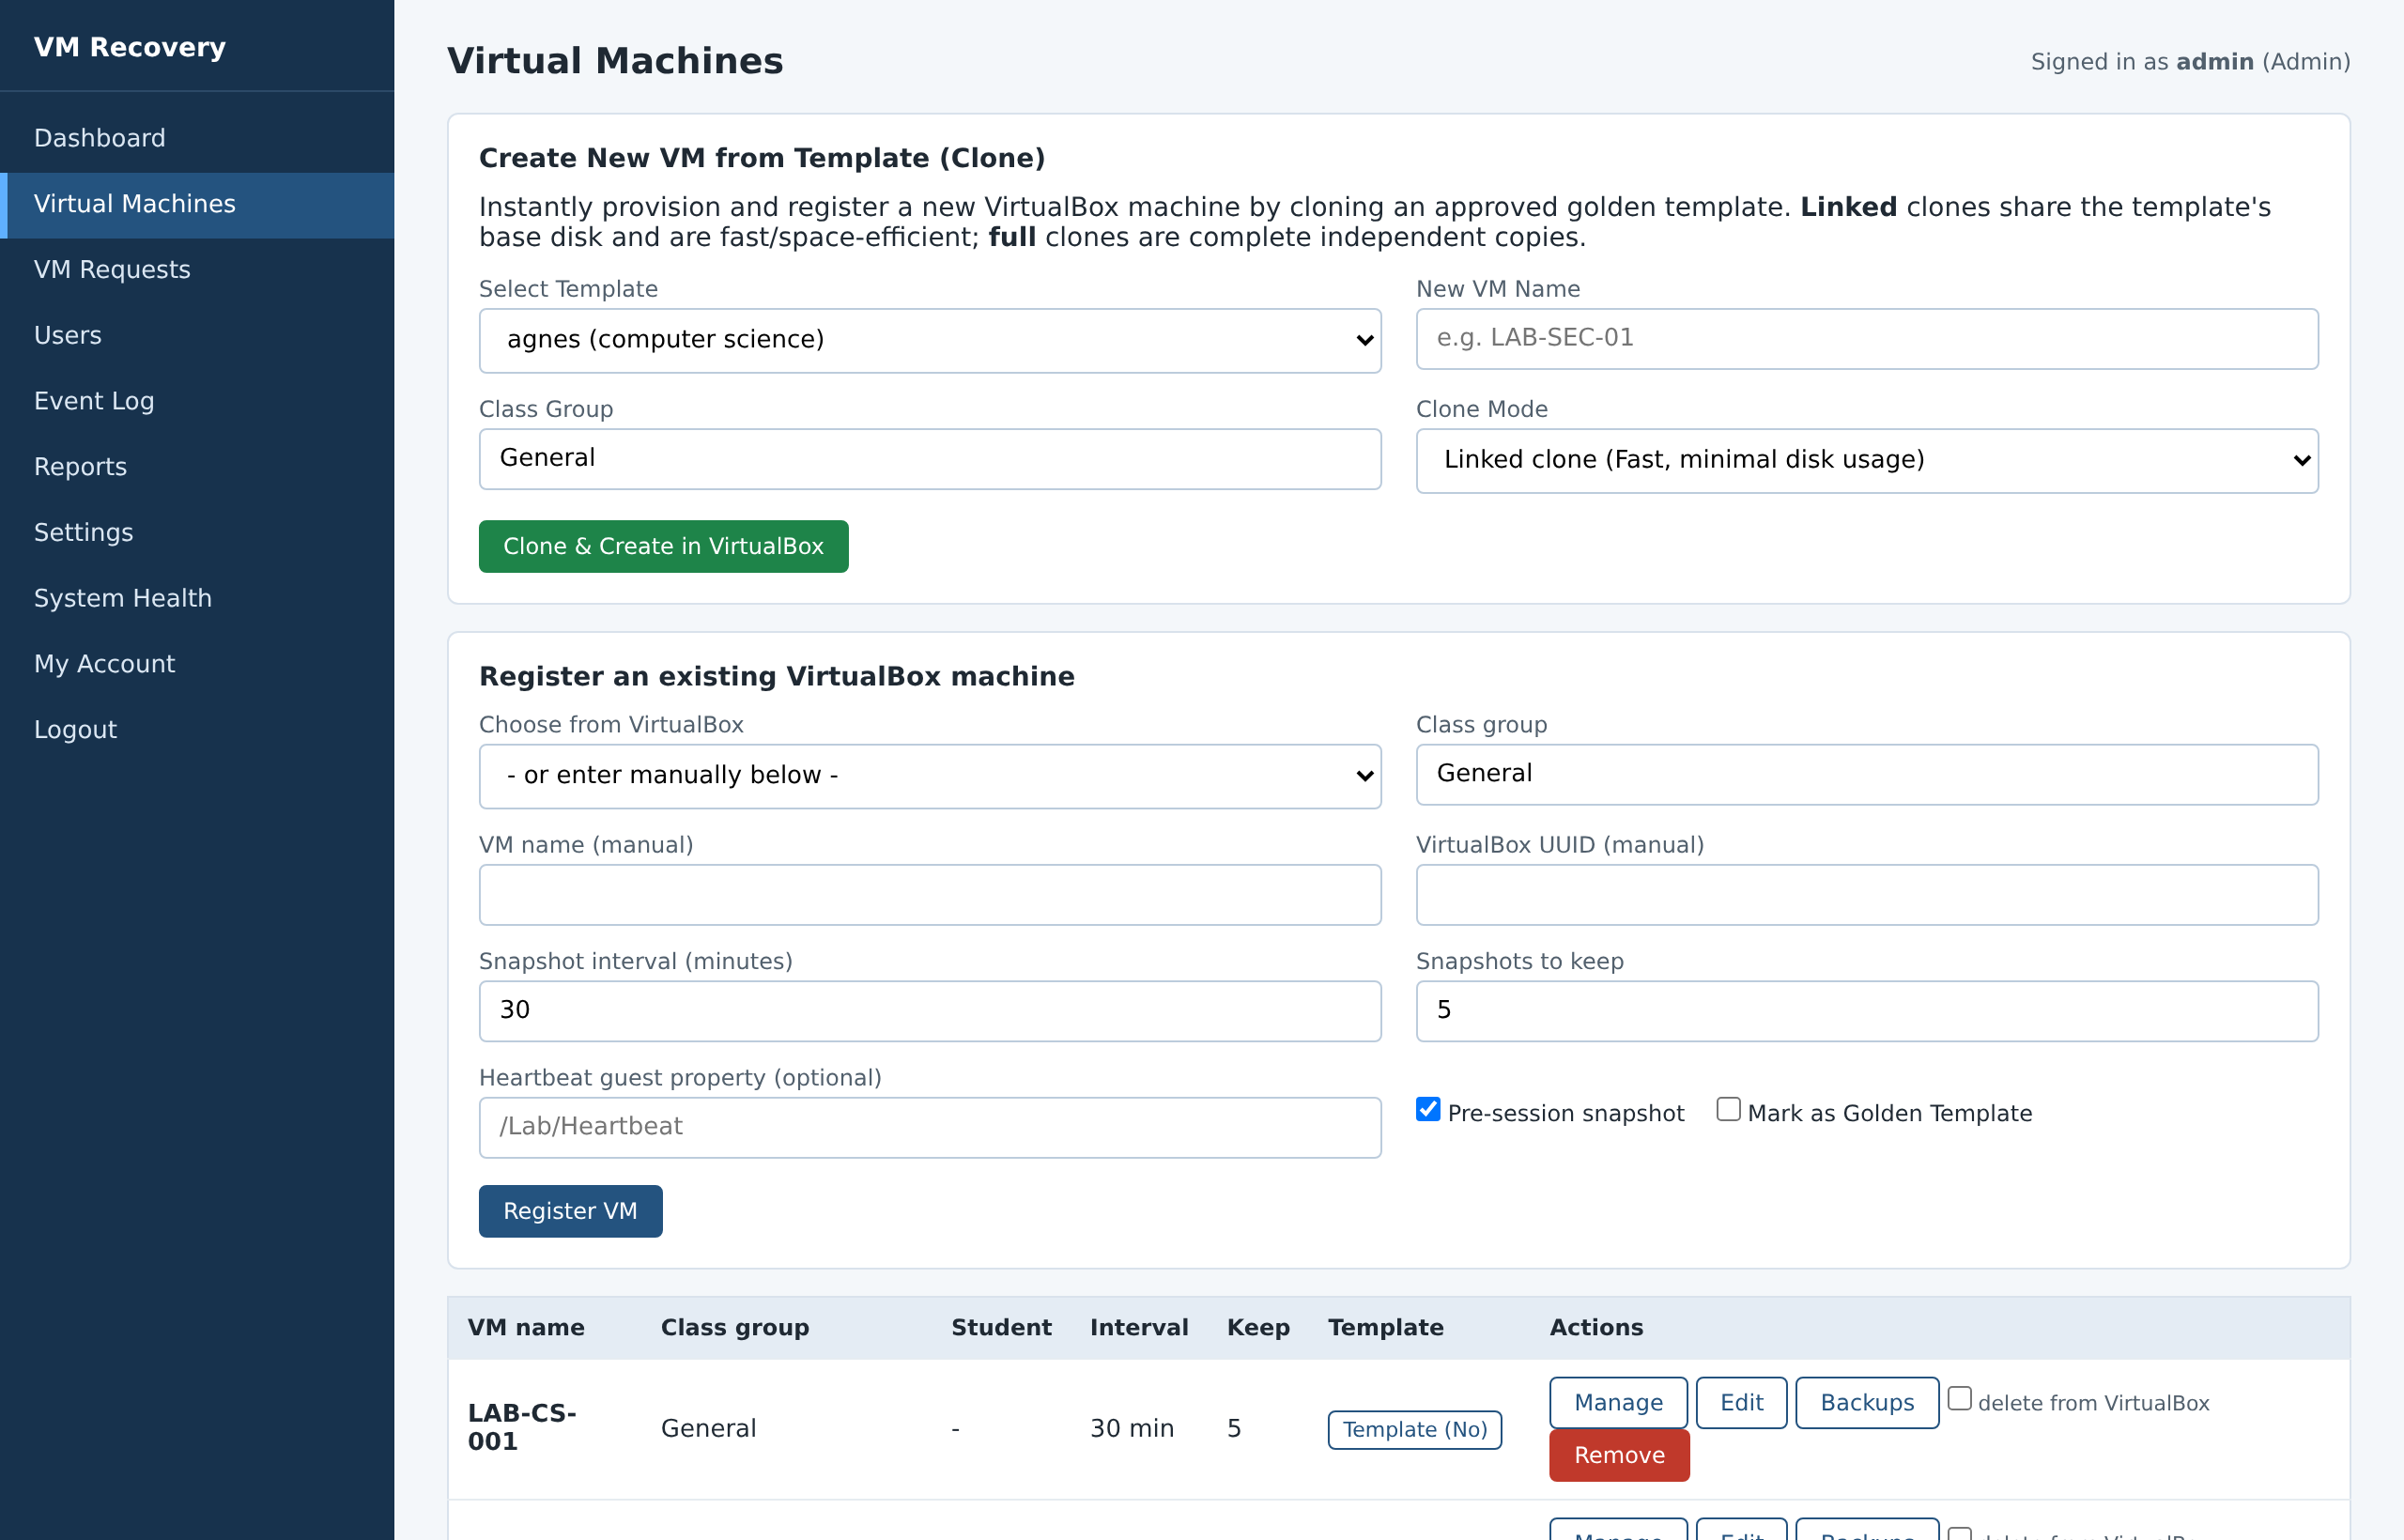 VM Recovery
Dashboard
Virtual Machines
VM Requests
Users
Event Log
Reports
Settings
System Health
My Account
Logout
Virtual Machines
Signed in as admin (Admin)
Create New VM from Template (Clone)
Instantly provision and register a new VirtualBox machine by cloning an approved golden template. Linked clones share the template's
base disk and are fast/space-efficient; full clones are complete independent copies.
Select Template
New VM Name
agnes (computer science)
e.g. LAB-SEC-01
Class Group
Clone Mode
General
Linked clone (Fast, minimal disk usage)
Clone & Create in VirtualBox
Register an existing VirtualBox machine
Choose from VirtualBox
Class group
- or enter manually below -
General
VM name (manual)
VirtualBox UUID (manual)
Snapshot interval (minutes)
Snapshots to keep
30
5
Heartbeat guest property (optional)
/Lab/Heartbeat
Pre-session snapshot
Mark as Golden Template
Register VM
VM name Class group Student Interval Keep Template Actions
LAB-CS-
001
General - 30 min 5 Template (No) Manage Edit Backups delete from VirtualBox
Remove
Manage Edit Backups